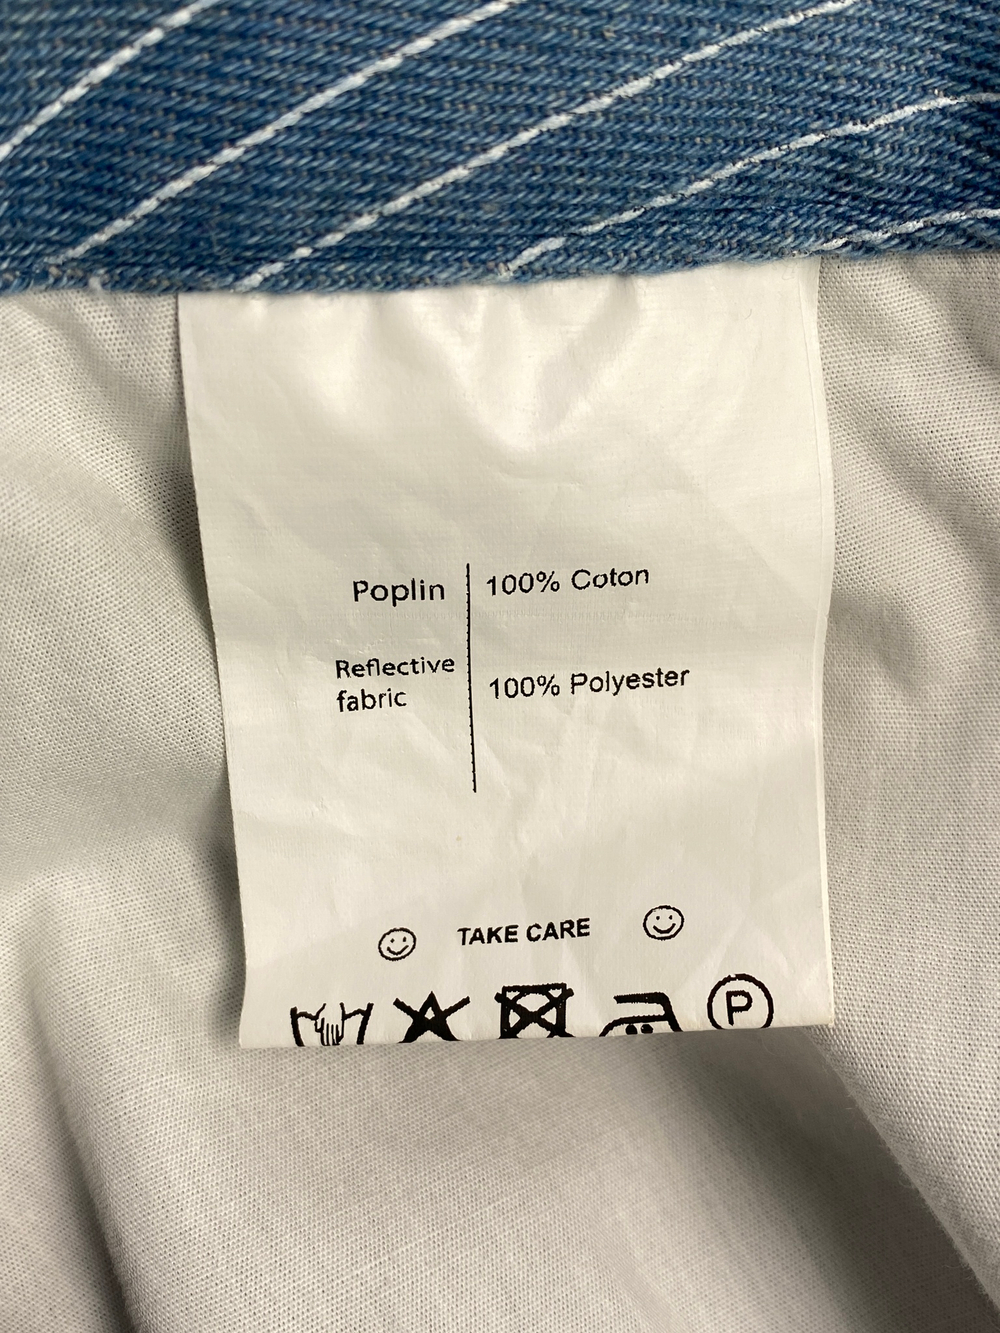 Poplin 100% Coton
Reflective
fabric 100% Polyester
TAKE CARE
P